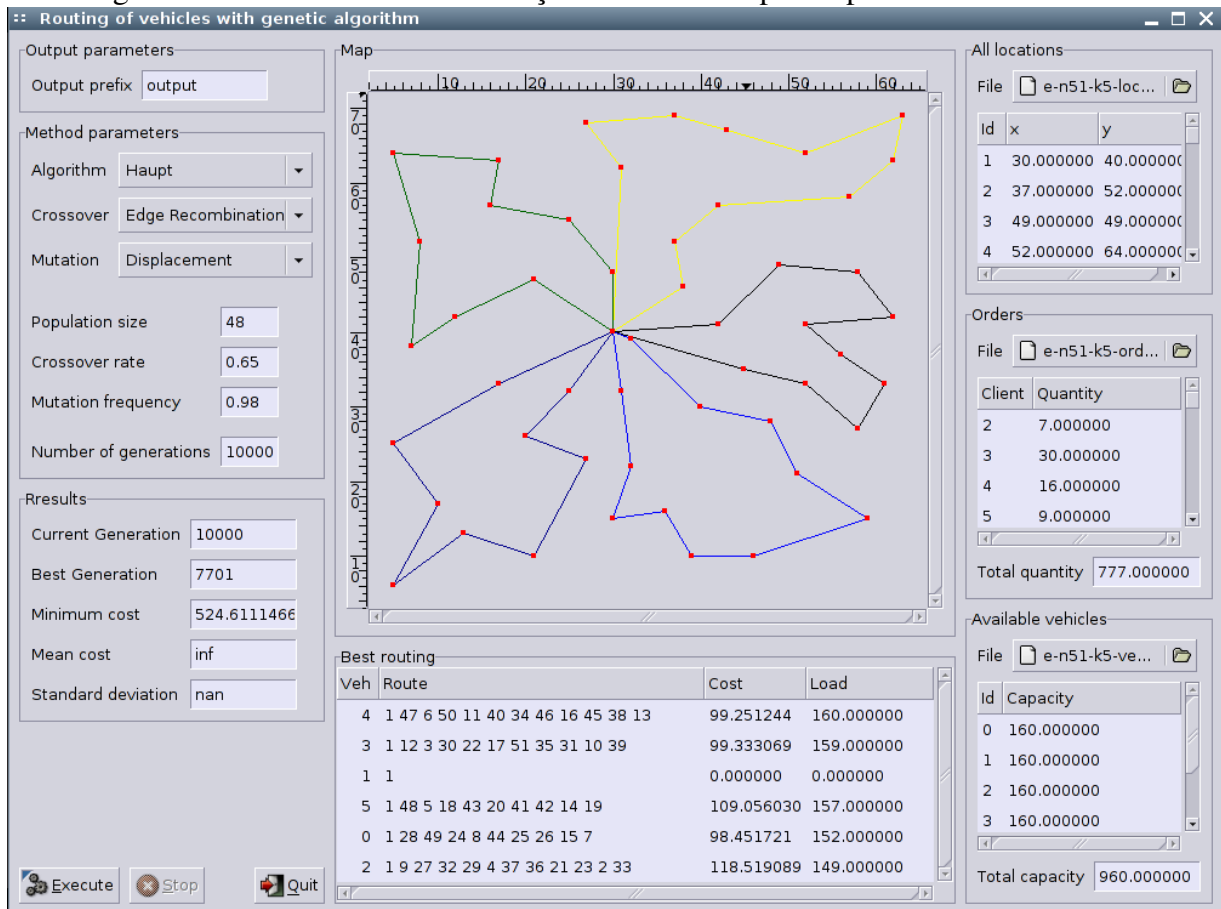 Routing of vehicles with genetic algorithm
Output parameters
Output prefix output
Method parameters
Algorithm Haupt
Crossover Edge Recombination
Mutation Displacement
Population size 48
Crossover rate 0.65
Mutation frequency 0.98
Number of generations 10000
Rresults
Current Generation 10000
Best Generation 7701
Minimum cost 524.6111466
Mean cost inf
Standard deviation nan
Execute Stop Quit
Map
10 20 30 40 50 60
70
60
50
40
30
20
10
Best routing
Veh Route Cost Load
4 1 47 6 50 11 40 34 46 16 45 38 13 99.251244 160.000000
3 1 12 3 30 22 17 51 35 31 10 39 99.333069 159.000000
1 1 0.000000 0.000000
5 1 48 5 18 43 20 41 42 14 19 109.056030 157.000000
0 1 28 49 24 8 44 25 26 15 7 98.451721 152.000000
2 1 9 27 32 29 4 37 36 21 23 2 33 118.519089 149.000000
All locations
File e-n51-k5-loc...
Id x y
1 30.000000 40.000000
2 37.000000 52.000000
3 49.000000 49.000000
4 52.000000 64.000000
Orders
File e-n51-k5-ord...
Client Quantity
2 7.000000
3 30.000000
4 16.000000
5 9.000000
Total quantity 777.000000
Available vehicles
File e-n51-k5-ve...
Id Capacity
0 160.000000
1 160.000000
2 160.000000
3 160.000000
Total capacity 960.000000